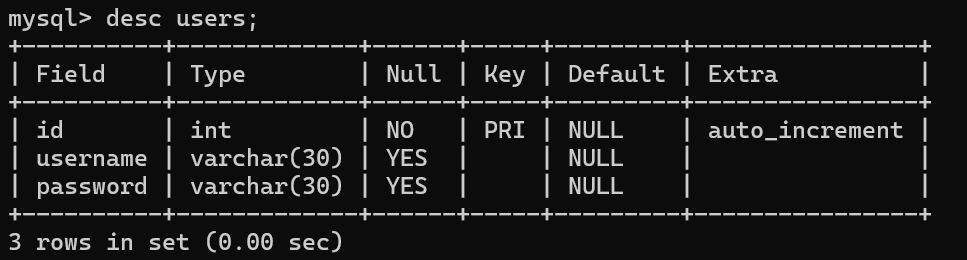 mysql> desc users;
+----------+-------------+------+-----+---------+----------------+
| Field    | Type        | Null | Key | Default | Extra          |
+----------+-------------+------+-----+---------+----------------+
| id       | int         | NO   | PRI | NULL    | auto_increment |
| username | varchar(30) | YES  |     | NULL    |                |
| password | varchar(30) | YES  |     | NULL    |                |
+----------+-------------+------+-----+---------+----------------+
3 rows in set (0.00 sec)